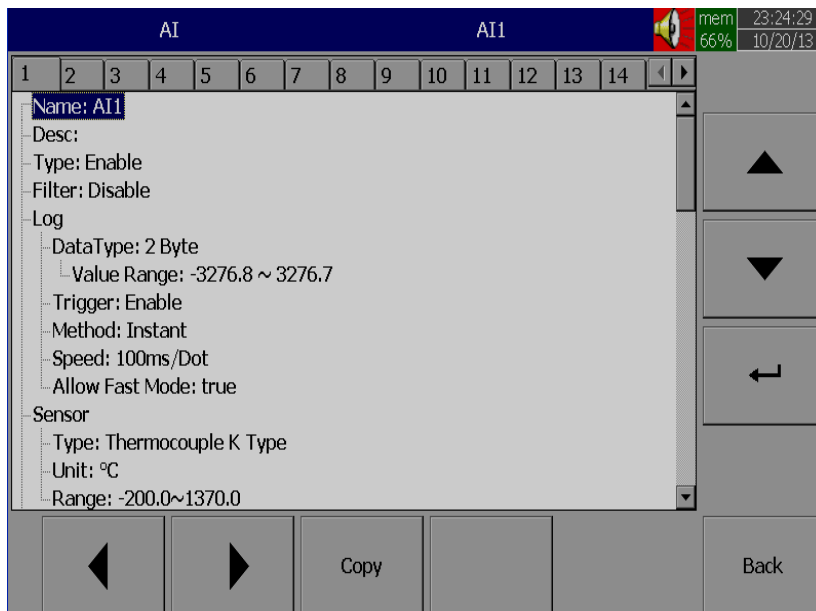 AI AI1 mem 23:24:29
66% 10/20/13
1 2 3 4 5 6 7 8 9 10 11 12 13 14
Name: AI1
Desc:
Type: Enable
Filter: Disable
Log
DataType: 2 Byte
Value Range: -3276.8 ~ 3276.7
Trigger: Enable
Method: Instant
Speed: 100ms/Dot
Allow Fast Mode: true
Sensor
Type: Thermocouple K Type
Unit: °C
Range: -200.0~1370.0
Copy Back